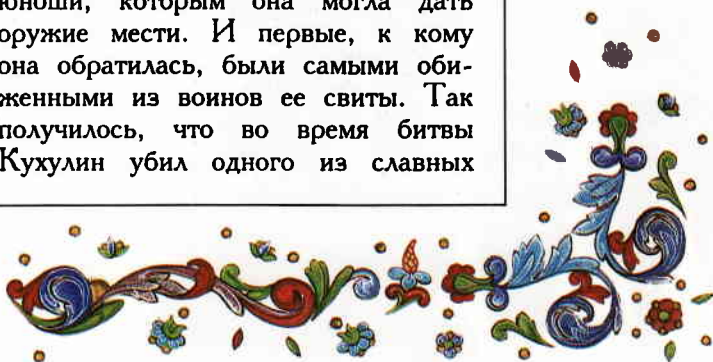 юноши, которым она могла дать
оружие мести. И первые, к кому
она обратилась, были самыми оби-
женными из воинов ее свиты. Так
получилось, что во время битвы
Кухулин убил одного из славных